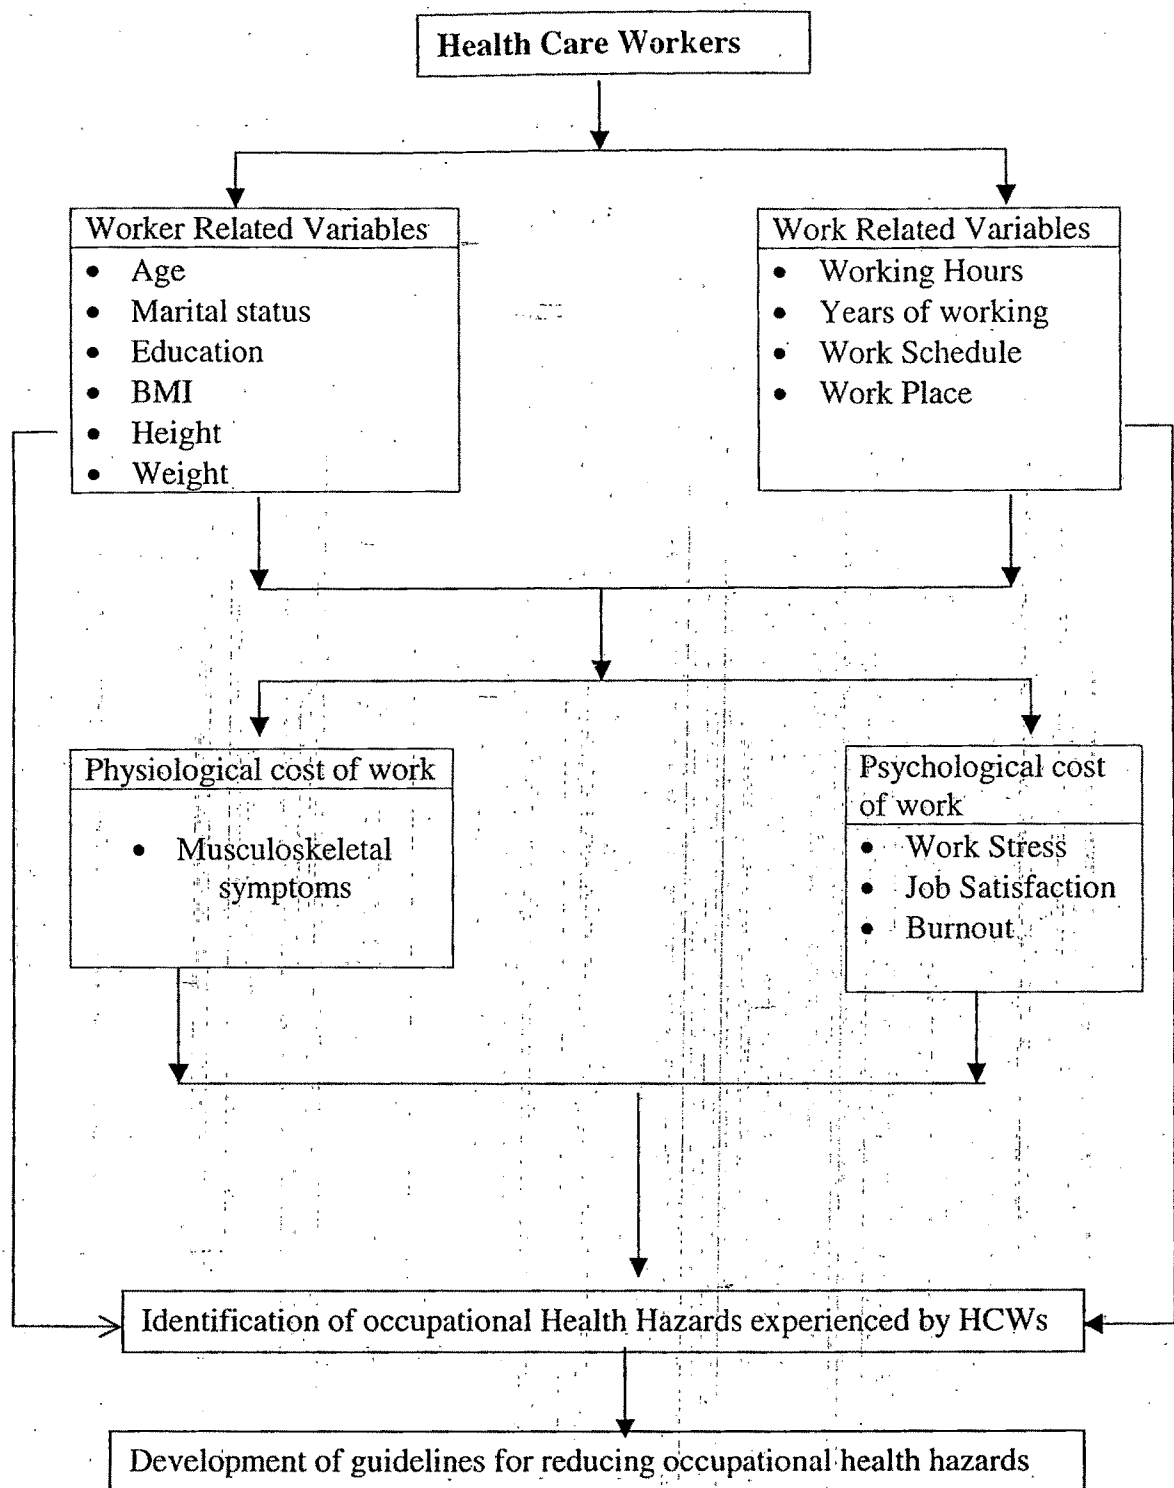 Health Care Workers
Worker Related Variables
• Age
• Marital status
• Education
• BMI
• Height
• Weight
Work Related Variables
• Working Hours
• Years of working
• Work Schedule
• Work Place
Physiological cost of work
• Musculoskeletal
symptoms
Psychological cost
of work
• Work Stress
• Job Satisfaction
• Burnout
Identification of occupational Health Hazards experienced by HCWs
Development of guidelines for reducing occupational health hazards